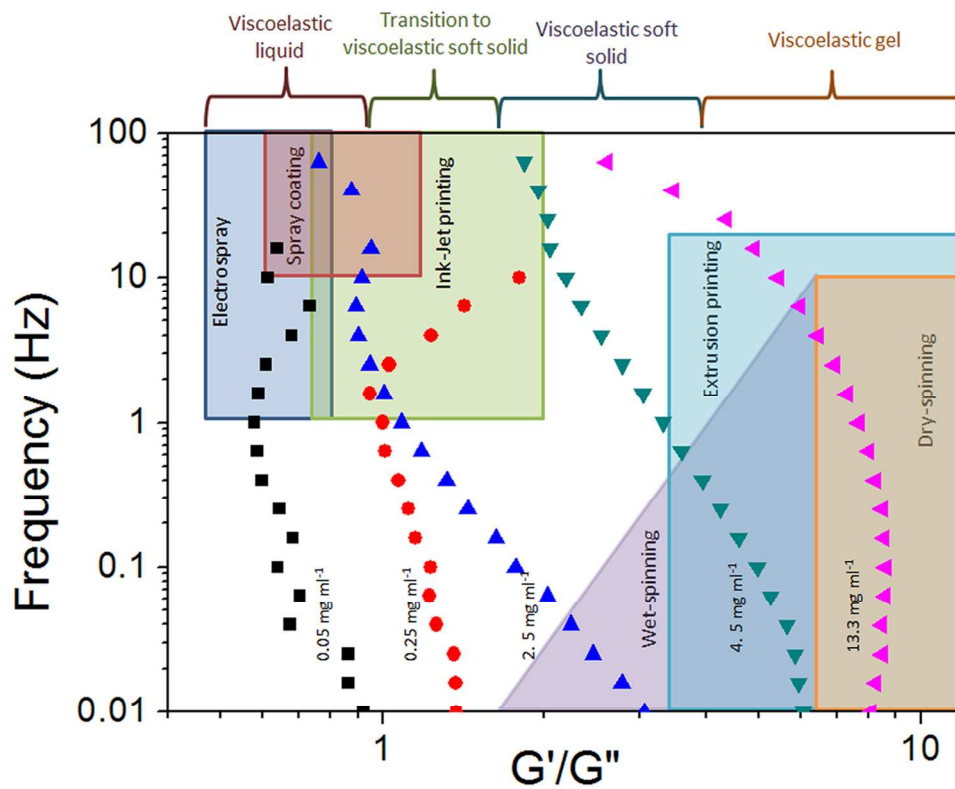 Viscoelastic
liquid
Transition to
viscoelastic soft solid
Viscoelastic soft
solid
Viscoelastic gel
100
10
1
0.1
0.01
Frequency (Hz)
Electrospray
Spray coating
Ink-Jet printing
Extrusion printing
Dry-spinning
Wet-spinning
0.05 mg ml⁻¹
0.25 mg ml⁻¹
2. 5 mg ml⁻¹
4. 5 mg ml⁻¹
13.3 mg ml⁻¹
1
10
G'/G"